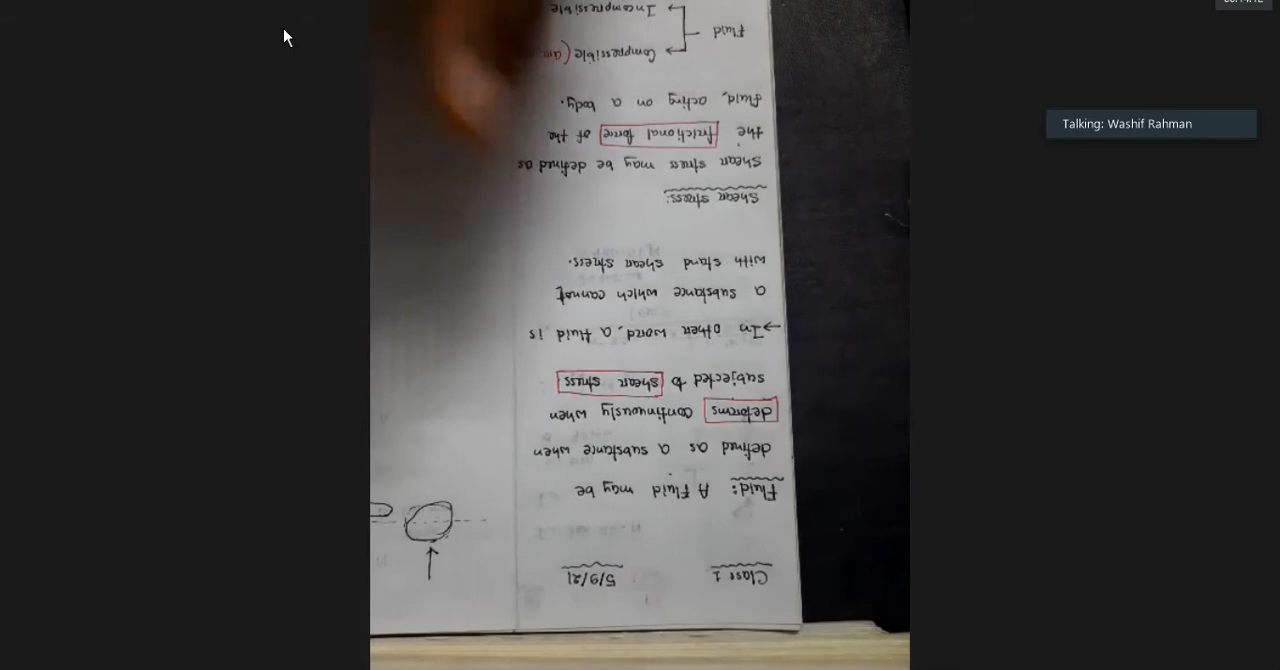 Class 1 5/9/21
Fluid: A Fluid may be
defined as a substance when
deforms continuously when
subjected to shear stress
→ In other word, a fluid is
a substance which cannot
with stand shear stress.
Shear stress:
Shear stress may be defined as
the frictional force of the
fluid, acting on a body.
Fluid
Compressible (
Incompressible
Talking: Washif Rahman